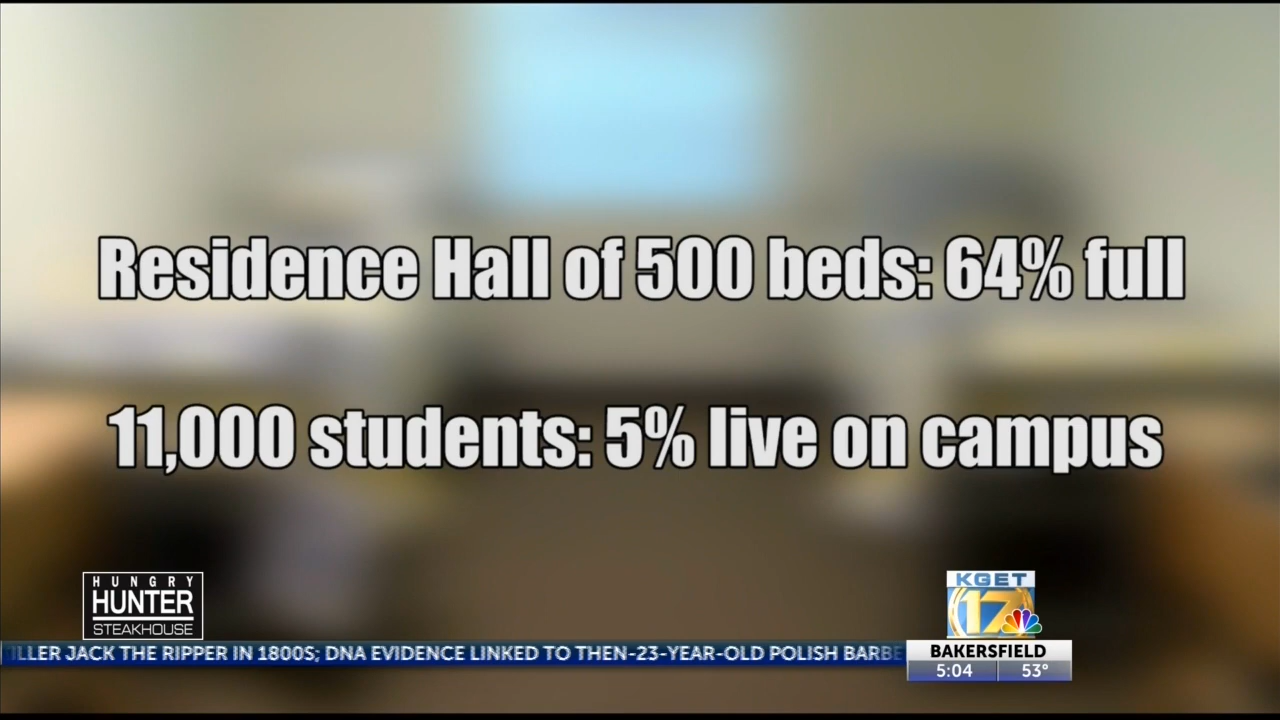 Residence Hall of 500 beds: 64% full
11,000 students: 5% live on campus
HUNGRY
HUNTER
STEAKHOUSE
KGET
17
ILLER JACK THE RIPPER IN 1800S; DNA EVIDENCE LINKED TO THEN-23-YEAR-OLD POLISH BARBE
BAKERSFIELD
5:04 53°